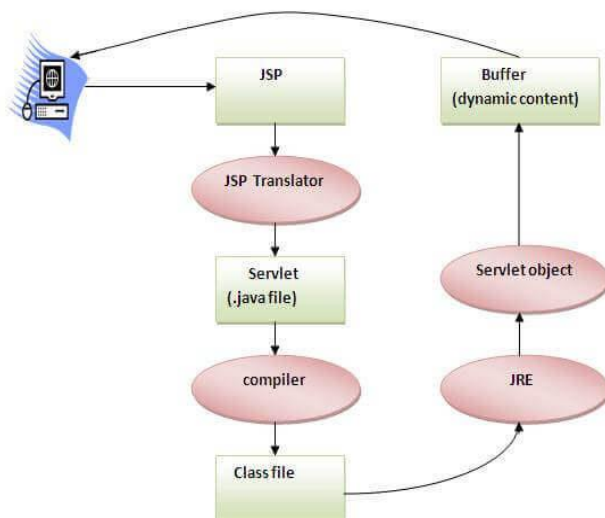 JSP
JSP Translator
Servlet
(.java file)
compiler
Class file
JRE
Servlet object
Buffer
(dynamic content)